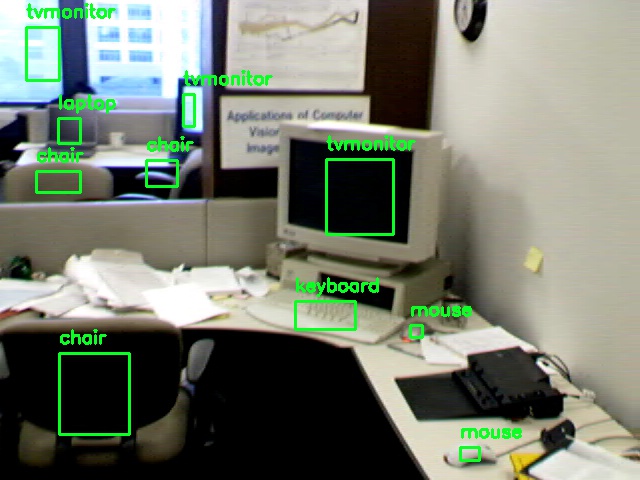 tvmonitor
tvmonitor
laptop
chair
chair
Applications of Computer
Vision
Image
tvmonitor
keyboard
mouse
chair
mouse